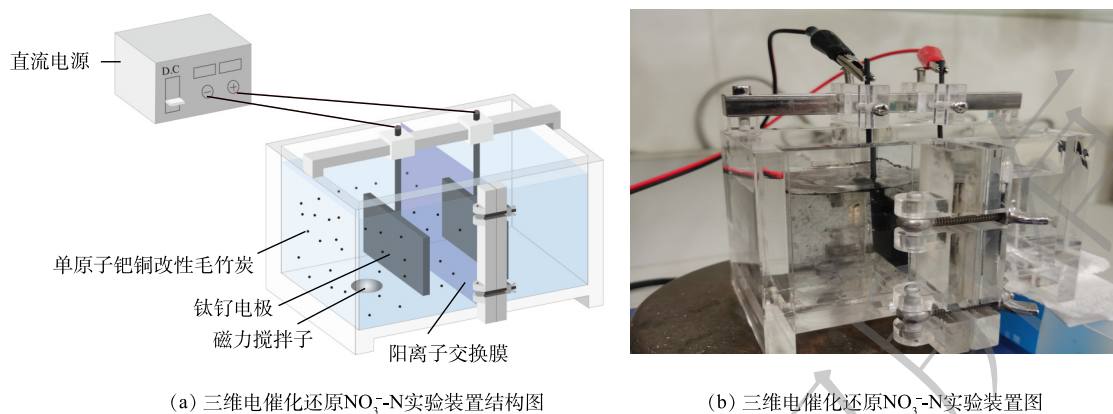 直流电源
D.C
单原子钯铜改性毛竹炭
钛钌电极
磁力搅拌子
阳离子交换膜
(a) 三维电催化还原NO₃⁻-N实验装置结构图
(b) 三维电催化还原NO₃⁻-N实验装置图